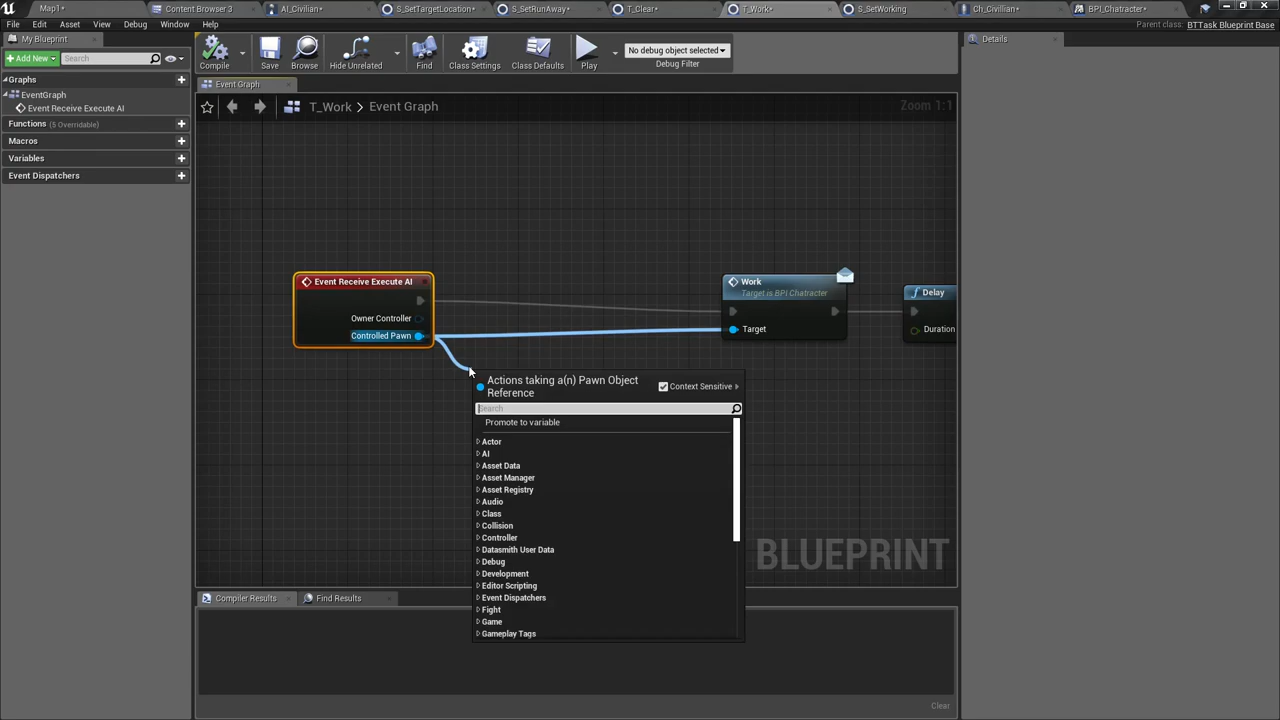 Map1*
Content Browser 3
AI_Civilian*
S_SetTargetLocation*
S_SetRunAway*
T_Clear*
T_Work*
S_SetWorking
Ch_Civillian*
BPI_Chatracter*
File
Edit
Asset
View
Debug
Window
Help
Parent class: BTTask Blueprint Base
My Blueprint
Add New
Search
Graphs
EventGraph
Event Receive Execute AI
Functions (5 Overridable)
Macros
Variables
Event Dispatchers
Compile
Save
Browse
Hide Unrelated
Find
Class Settings
Class Defaults
Play
No debug object selected
Debug Filter
Details
Event Graph
T_Work > Event Graph
Zoom 1:1
Event Receive Execute AI
Owner Controller
Controlled Pawn
Work
Target is BPI Chatracter
Target
Delay
Duration
Actions taking a(n) Pawn Object
Reference
Context Sensitive
Search
Promote to variable
Actor
AI
Asset Data
Asset Manager
Asset Registry
Audio
Class
Collision
Controller
Datasmith User Data
Debug
Development
Editor Scripting
Event Dispatchers
Fight
Game
Gameplay Tags
BLUEPRINT
Compiler Results
Find Results
Clear